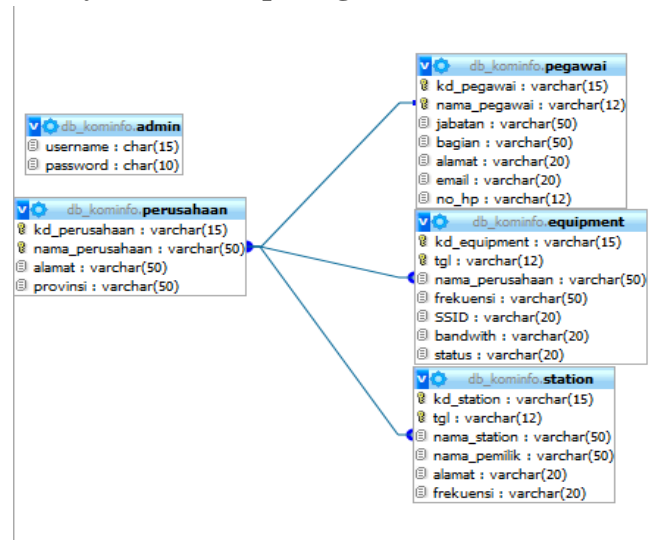 db_kominfo.admin
username : char(15)
password : char(10)
db_kominfo.perusahaan
kd_perusahaan : varchar(15)
nama_perusahaan : varchar(50)
alamat : varchar(50)
provinsi : varchar(50)
db_kominfo.pegawai
kd_pegawai : varchar(15)
nama_pegawai : varchar(12)
jabatan : varchar(50)
bagian : varchar(50)
alamat : varchar(20)
email : varchar(20)
no_hp : varchar(12)
db_kominfo.equipment
kd_equipment : varchar(15)
tgl : varchar(12)
nama_perusahaan : varchar(50)
frekuensi : varchar(50)
SSID : varchar(20)
bandwith : varchar(20)
status : varchar(20)
db_kominfo.station
kd_station : varchar(15)
tgl : varchar(12)
nama_station : varchar(50)
nama_pemilik : varchar(50)
alamat : varchar(20)
frekuensi : varchar(20)